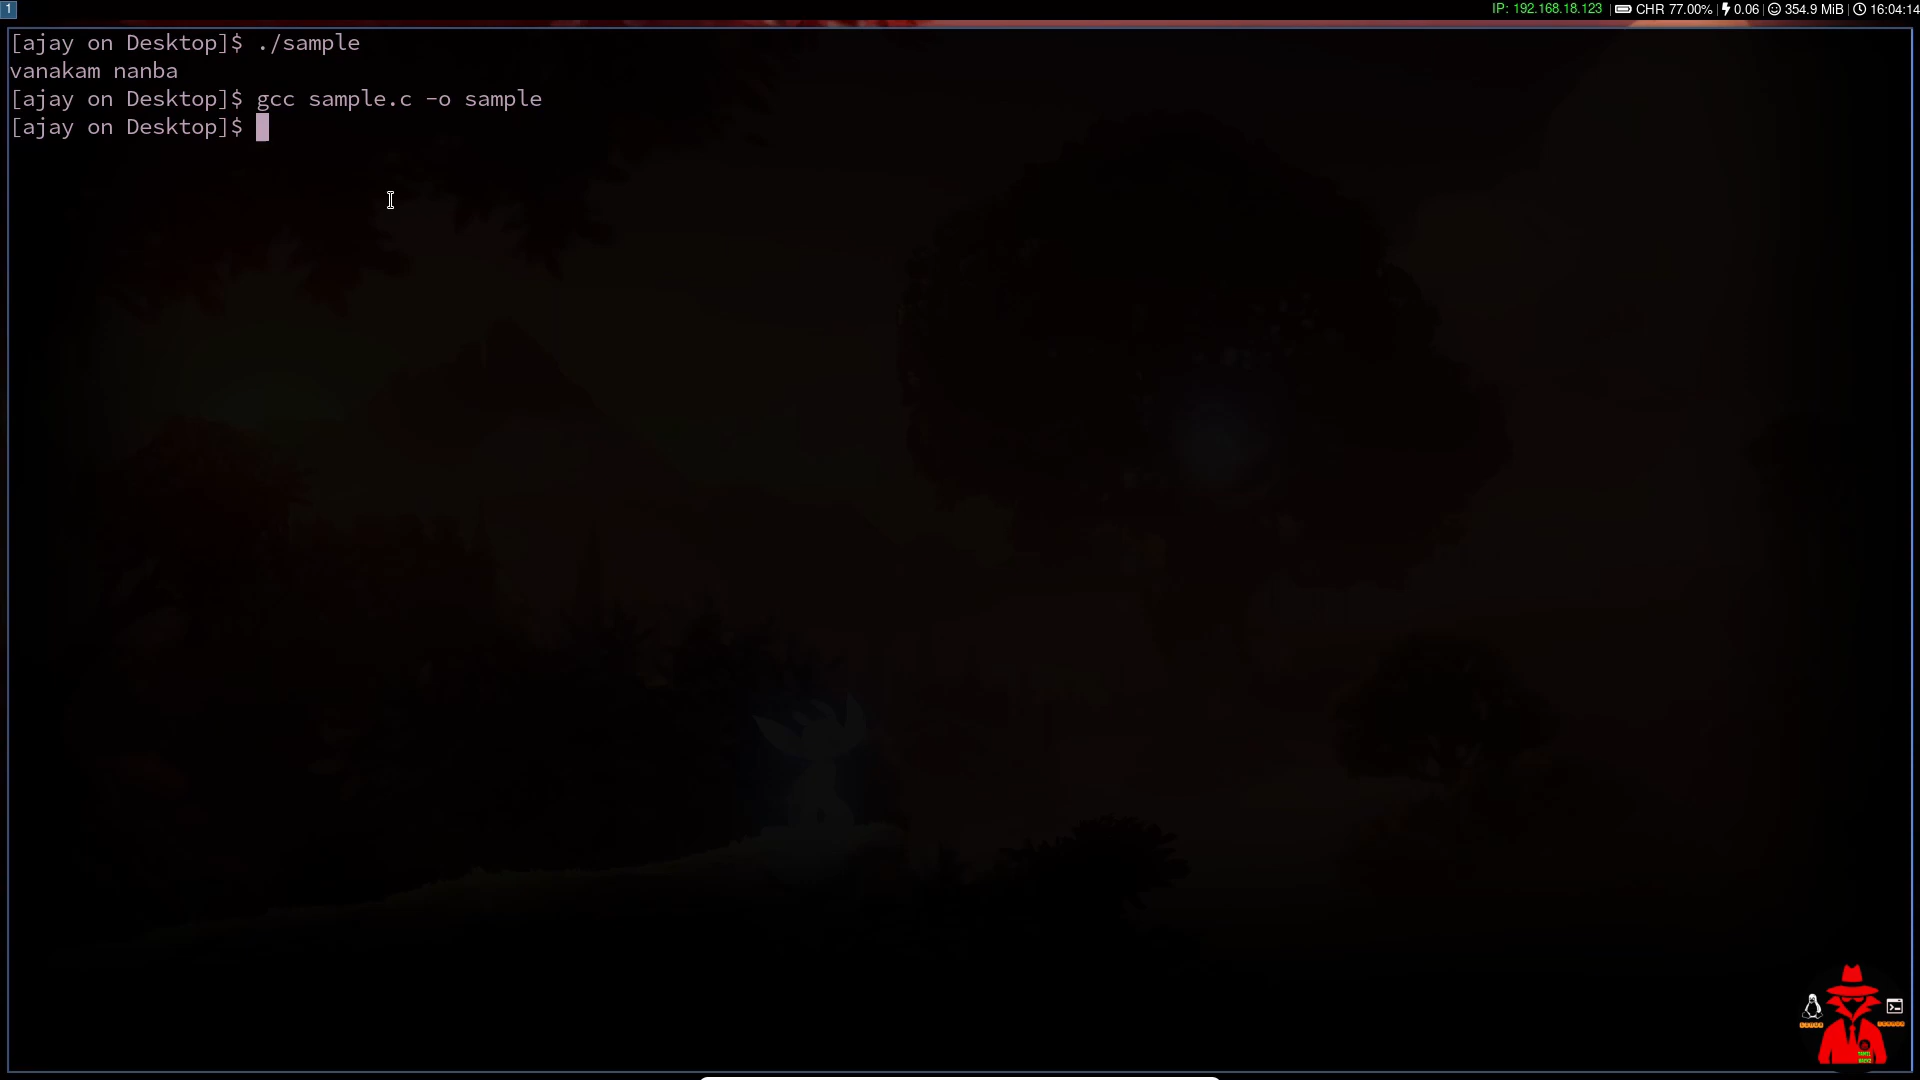 1
IP: 192.168.18.123 | CHR 77.00% | 0.06 | 354.9 MiB | 16:04:14
[ajay on Desktop]$ ./sample
vanakam nanba
[ajay on Desktop]$ gcc sample.c -o sample
[ajay on Desktop]$